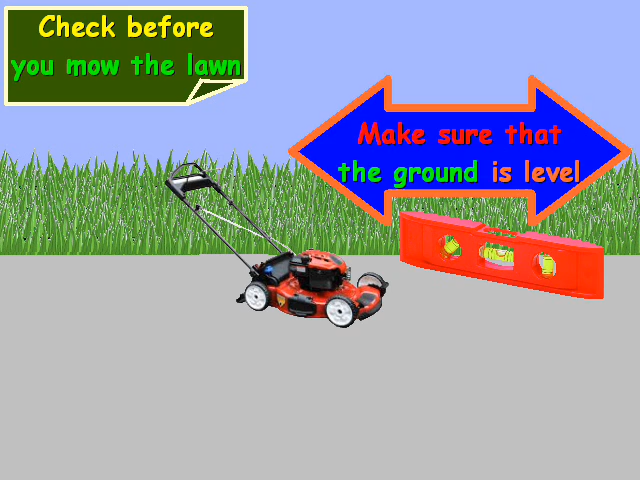 Check before
you mow the lawn
Make sure that
the ground is level